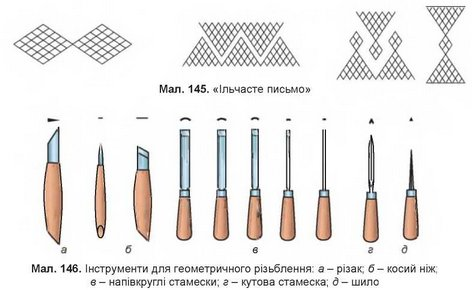 Мал. 145. «Ільчасте письмо»
а б в г д
Мал. 146. Інструменти для геометричного різьблення: а – різак; б – косий ніж;
в – напівкруглі стамески; г – кутова стамеска; д – шило